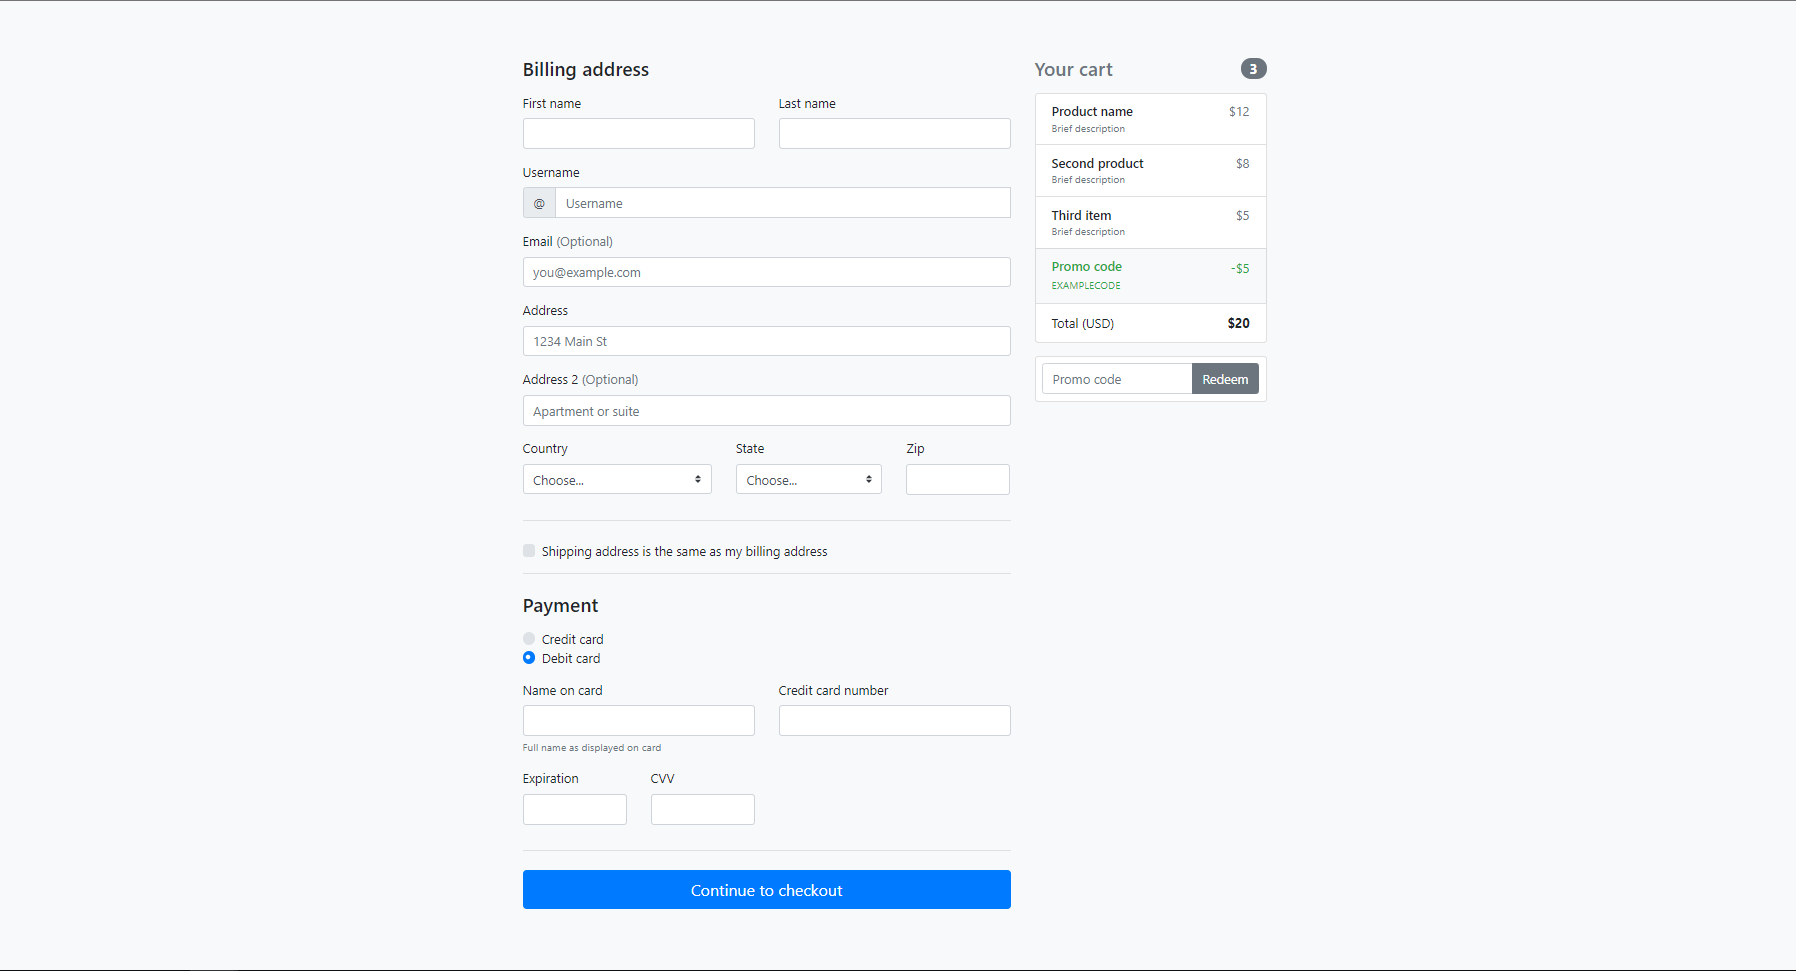 Billing address
First name Last name
Username
@ Username
Email (Optional)
you@example.com
Address
1234 Main St
Address 2 (Optional)
Apartment or suite
Country State Zip
Choose... Choose...
Shipping address is the same as my billing address
Payment
Credit card
Debit card
Name on card Credit card number
Full name as displayed on card
Expiration CVV
Continue to checkout
Your cart 3
Product name $12
Brief description
Second product $8
Brief description
Third item $5
Brief description
Promo code -$5
EXAMPLECODE
Total (USD) $20
Promo code Redeem